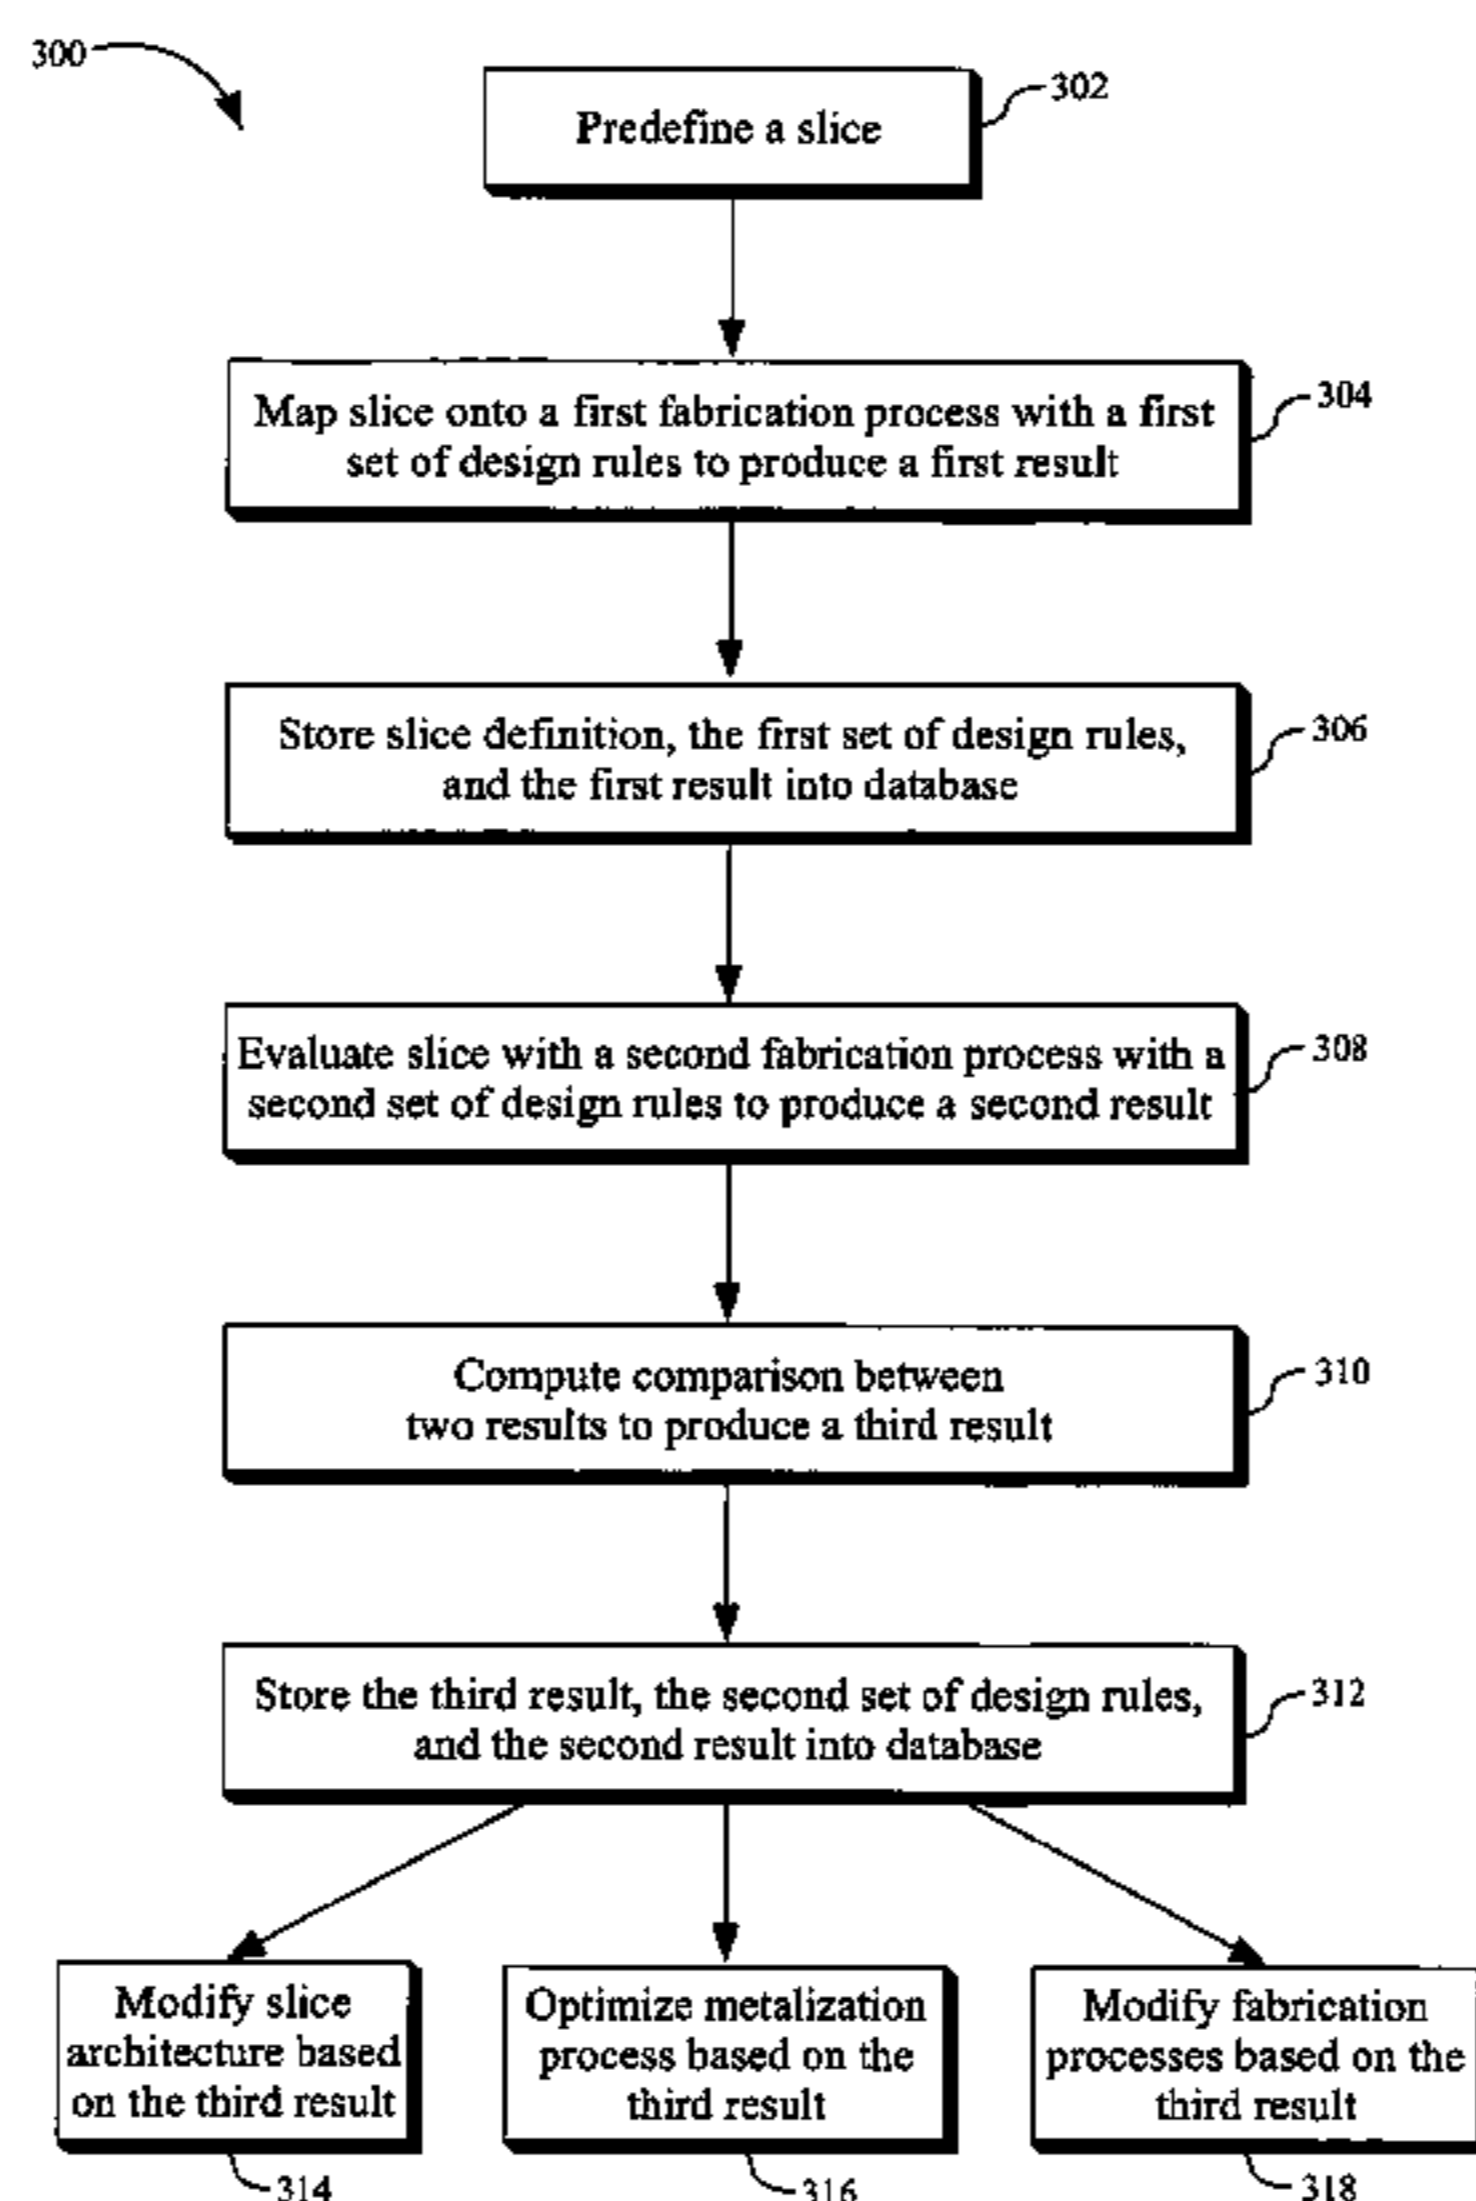 300
Predefine a slice
302
Map slice onto a first fabrication process with a first
set of design rules to produce a first result
304
Store slice definition, the first set of design rules,
and the first result into database
306
Evaluate slice with a second fabrication process with a
second set of design rules to produce a second result
308
Compute comparison between
two results to produce a third result
310
Store the third result, the second set of design rules,
and the second result into database
312
Modify slice
architecture based
on the third result
314
Optimize metalization
process based on the
third result
316
Modify fabrication
processes based on the
third result
318